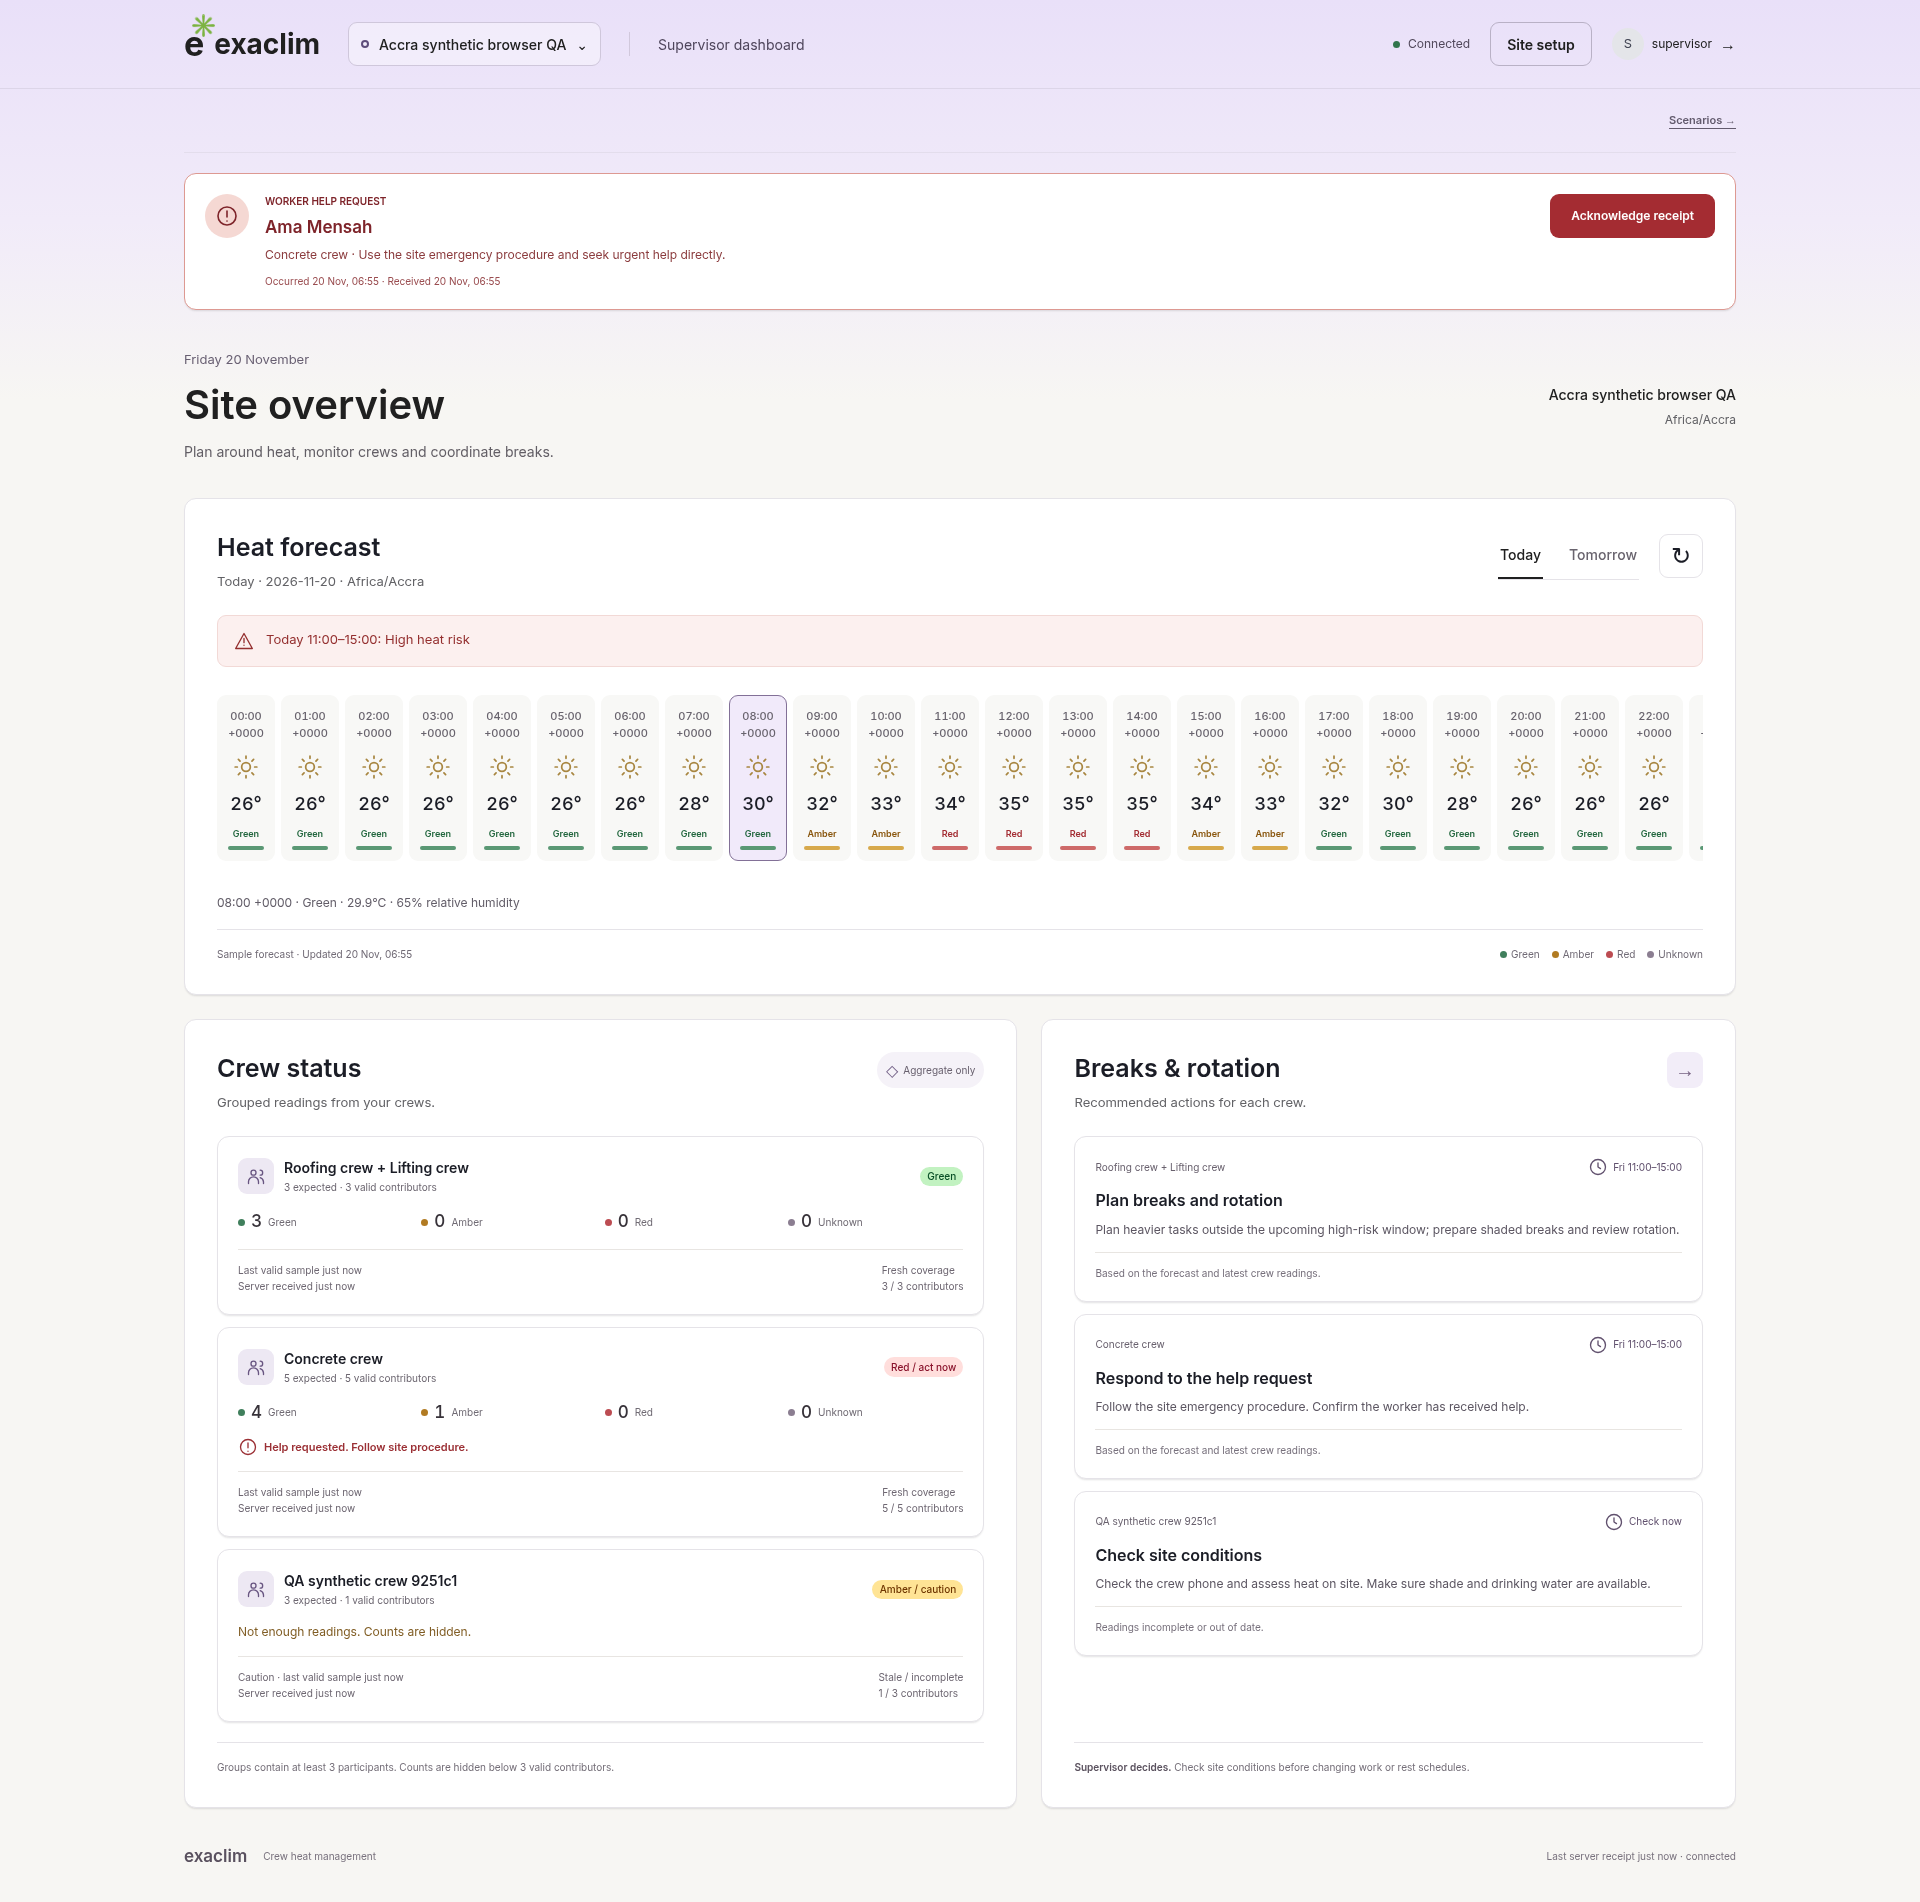 e exaclim
Accra synthetic browser QA
Supervisor dashboard
Connected
Site setup
S supervisor →
Scenarios →
WORKER HELP REQUEST
Ama Mensah
Concrete crew · Use the site emergency procedure and seek urgent help directly.
Occurred 20 Nov, 06:55 · Received 20 Nov, 06:55
Acknowledge receipt
Friday 20 November
Site overview
Plan around heat, monitor crews and coordinate breaks.
Accra synthetic browser QA
Africa/Accra
Heat forecast
Today · 2026-11-20 · Africa/Accra
Today Tomorrow ↻
Today 11:00–15:00: High heat risk
00:00 01:00 02:00 03:00 04:00 05:00 06:00 07:00 08:00 09:00 10:00 11:00 12:00 13:00 14:00 15:00 16:00 17:00 18:00 19:00 20:00 21:00 22:00
+0000 +0000 +0000 +0000 +0000 +0000 +0000 +0000 +0000 +0000 +0000 +0000 +0000 +0000 +0000 +0000 +0000 +0000 +0000 +0000 +0000 +0000 +0000
26° 26° 26° 26° 26° 26° 26° 28° 30° 32° 33° 34° 35° 35° 35° 34° 33° 32° 30° 28° 26° 26° 26°
Green Green Green Green Green Green Green Green Green Amber Amber Red Red Red Red Amber Amber Green Green Green Green Green Green
08:00 +0000 · Green · 29.9°C · 65% relative humidity
Sample forecast · Updated 20 Nov, 06:55
Green Amber Red Unknown
Crew status
Aggregate only
Grouped readings from your crews.
Roofing crew + Lifting crew
3 expected · 3 valid contributors
Green
3 Green 0 Amber 0 Red 0 Unknown
Last valid sample just now
Server received just now
Fresh coverage
3 / 3 contributors
Concrete crew
5 expected · 5 valid contributors
Red / act now
4 Green 1 Amber 0 Red 0 Unknown
Help requested. Follow site procedure.
Last valid sample just now
Server received just now
Fresh coverage
5 / 5 contributors
QA synthetic crew 9251c1
3 expected · 1 valid contributors
Amber / caution
Not enough readings. Counts are hidden.
Caution · last valid sample just now
Server received just now
Stale / incomplete
1 / 3 contributors
Groups contain at least 3 participants. Counts are hidden below 3 valid contributors.
Breaks & rotation
→
Recommended actions for each crew.
Roofing crew + Lifting crew
Fri 11:00–15:00
Plan breaks and rotation
Plan heavier tasks outside the upcoming high-risk window; prepare shaded breaks and review rotation.
Based on the forecast and latest crew readings.
Concrete crew
Fri 11:00–15:00
Respond to the help request
Follow the site emergency procedure. Confirm the worker has received help.
Based on the forecast and latest crew readings.
QA synthetic crew 9251c1
Check now
Check site conditions
Check the crew phone and assess heat on site. Make sure shade and drinking water are available.
Readings incomplete or out of date.
Supervisor decides. Check site conditions before changing work or rest schedules.
exaclim
Crew heat management
Last server receipt just now · connected